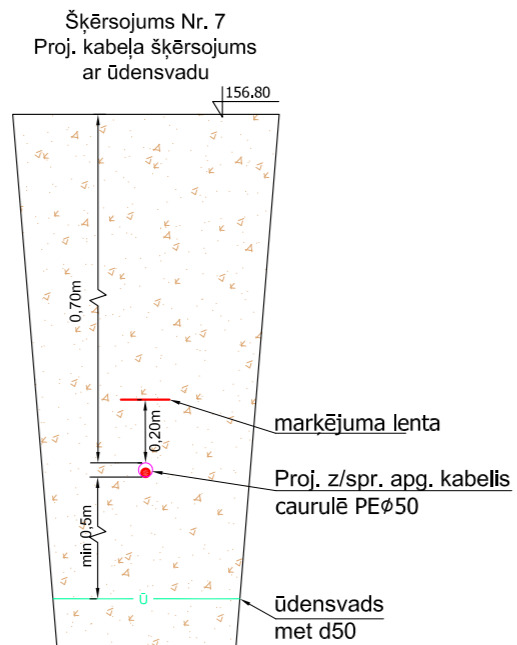 Šķērsojums Nr. 7
Proj. kabeļa šķērsojums
ar ūdensvadu
156.80
0,70m
0,20m
marķējuma lenta
Proj. z/spr. apg. kabelis
caurulē PEϕ50
min 0,5m
Ū
ūdensvads
met d50